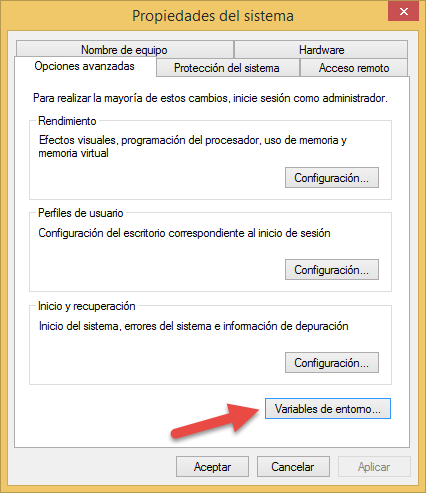 Propiedades del sistema
Nombre de equipo
Hardware
Opciones avanzadas
Protección del sistema
Acceso remoto
Para realizar la mayoría de estos cambios, inicie sesión como administrador.
Rendimiento
Efectos visuales, programación del procesador, uso de memoria y
memoria virtual
Configuración...
Perfiles de usuario
Configuración del escritorio correspondiente al inicio de sesión
Configuración...
Inicio y recuperación
Inicio del sistema, errores del sistema e información de depuración
Configuración...
Variables de entorno...
Aceptar
Cancelar
Aplicar